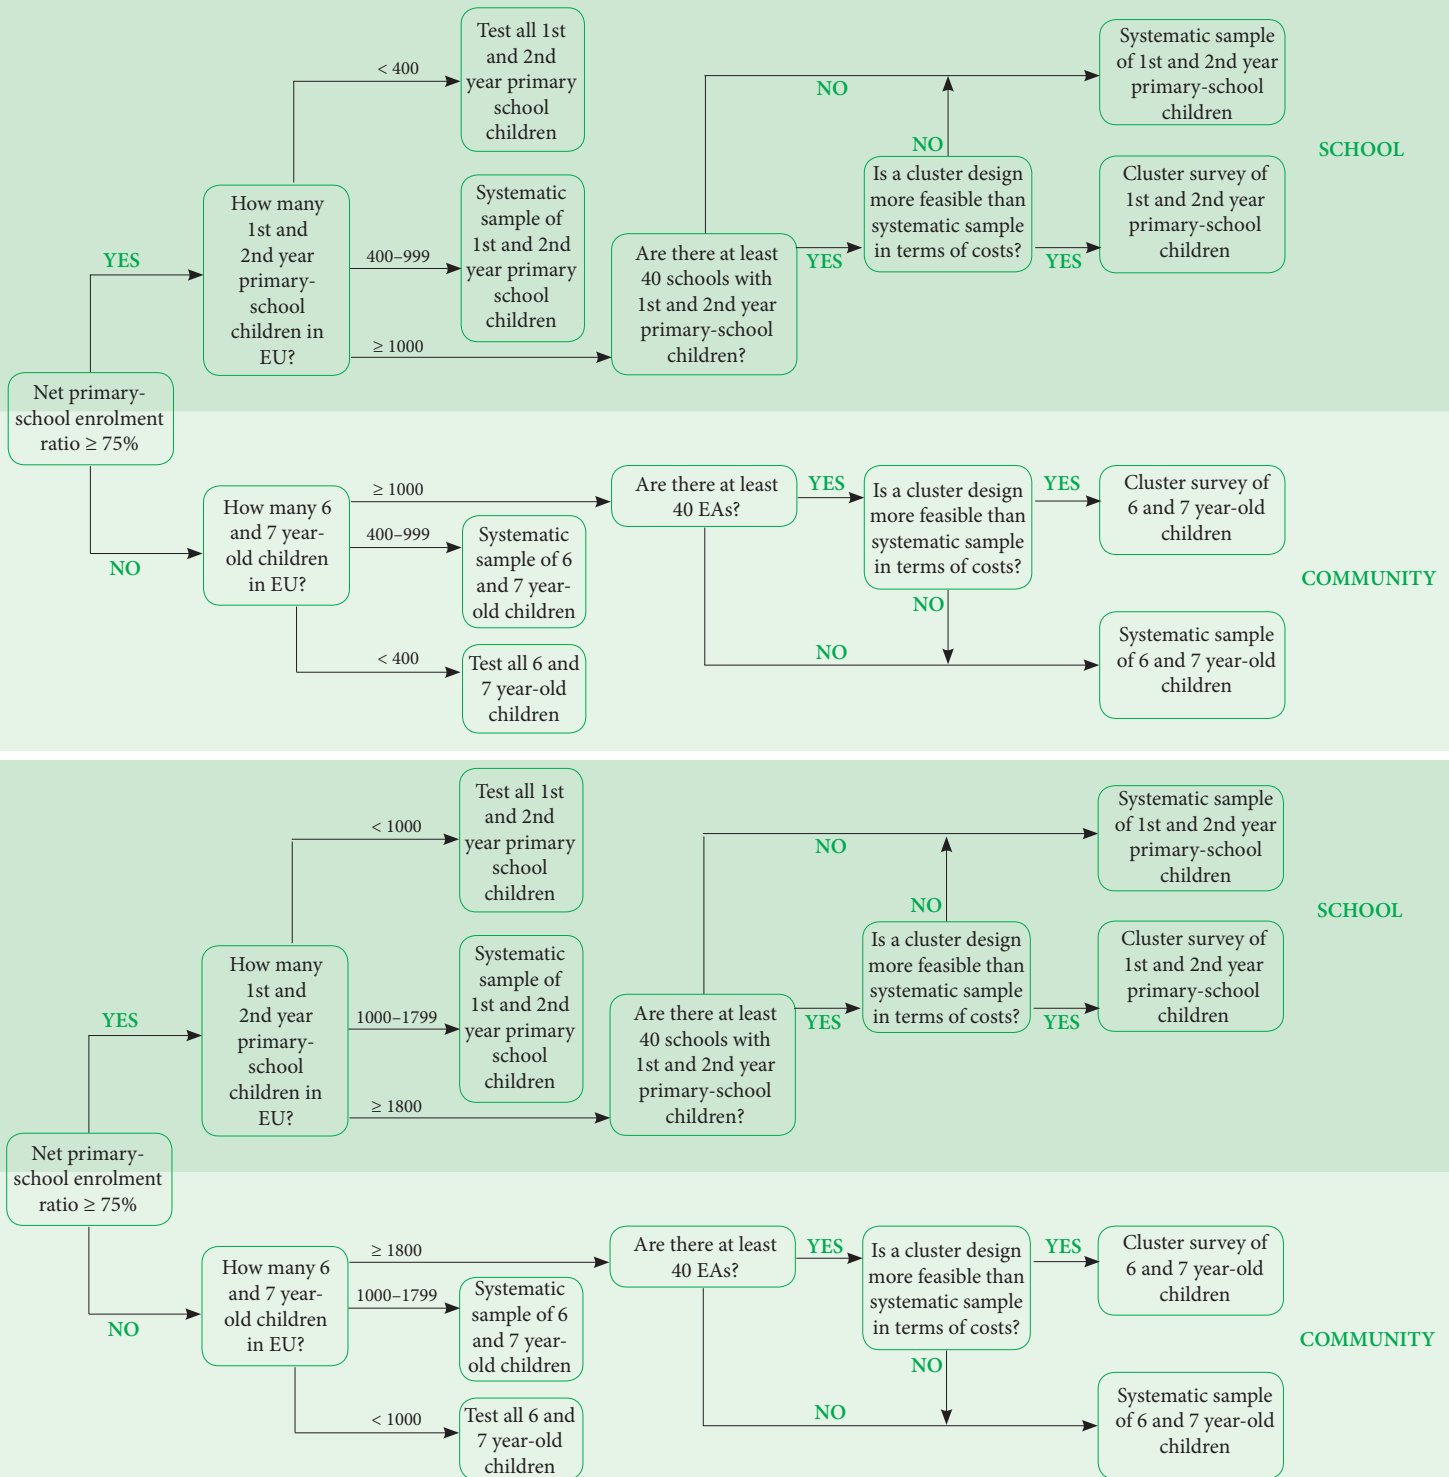 Test all 1st
and 2nd
year primary
school
children
< 400
Systematic
sample of
1st and 2nd
year primary
school
children
400–999
≥ 1000
How many
1st and
2nd year
primary-
school
children in
EU?
YES
Net primary-
school enrolment
ratio ≥ 75%
NO
Are there at least
40 schools with
1st and 2nd year
primary-school
children?
NO
YES
Is a cluster design
more feasible than
systematic sample
in terms of costs?
NO
YES
Systematic sample
of 1st and 2nd year
primary-school
children
Cluster survey of
1st and 2nd year
primary-school
children
SCHOOL
How many 6
and 7 year-
old children
in EU?
≥ 1000
400–999
< 400
Systematic
sample of 6
and 7 year-
old children
Test all 6 and
7 year-old
children
Are there at least
40 EAs?
YES
NO
Is a cluster design
more feasible than
systematic sample
in terms of costs?
YES
NO
Cluster survey of
6 and 7 year-old
children
Systematic sample
of 6 and 7 year-old
children
COMMUNITY
Test all 1st
and 2nd
year primary
school
children
< 1000
Systematic
sample of
1st and 2nd
year primary
school
children
1000–1799
≥ 1800
How many
1st and
2nd year
primary-
school
children in
EU?
YES
Net primary-
school enrolment
ratio ≥ 75%
NO
Are there at least
40 schools with
1st and 2nd year
primary-school
children?
NO
YES
Is a cluster design
more feasible than
systematic sample
in terms of costs?
NO
YES
Systematic sample
of 1st and 2nd year
primary-school
children
Cluster survey of
1st and 2nd year
primary-school
children
SCHOOL
How many 6
and 7 year-
old children
in EU?
≥ 1800
1000–1799
< 1000
Systematic
sample of 6
and 7 year-
old children
Test all 6 and
7 year-old
children
Are there at least
40 EAs?
YES
NO
Is a cluster design
more feasible than
systematic sample
in terms of costs?
YES
NO
Cluster survey of
6 and 7 year-old
children
Systematic sample
of 6 and 7 year-old
children
COMMUNITY